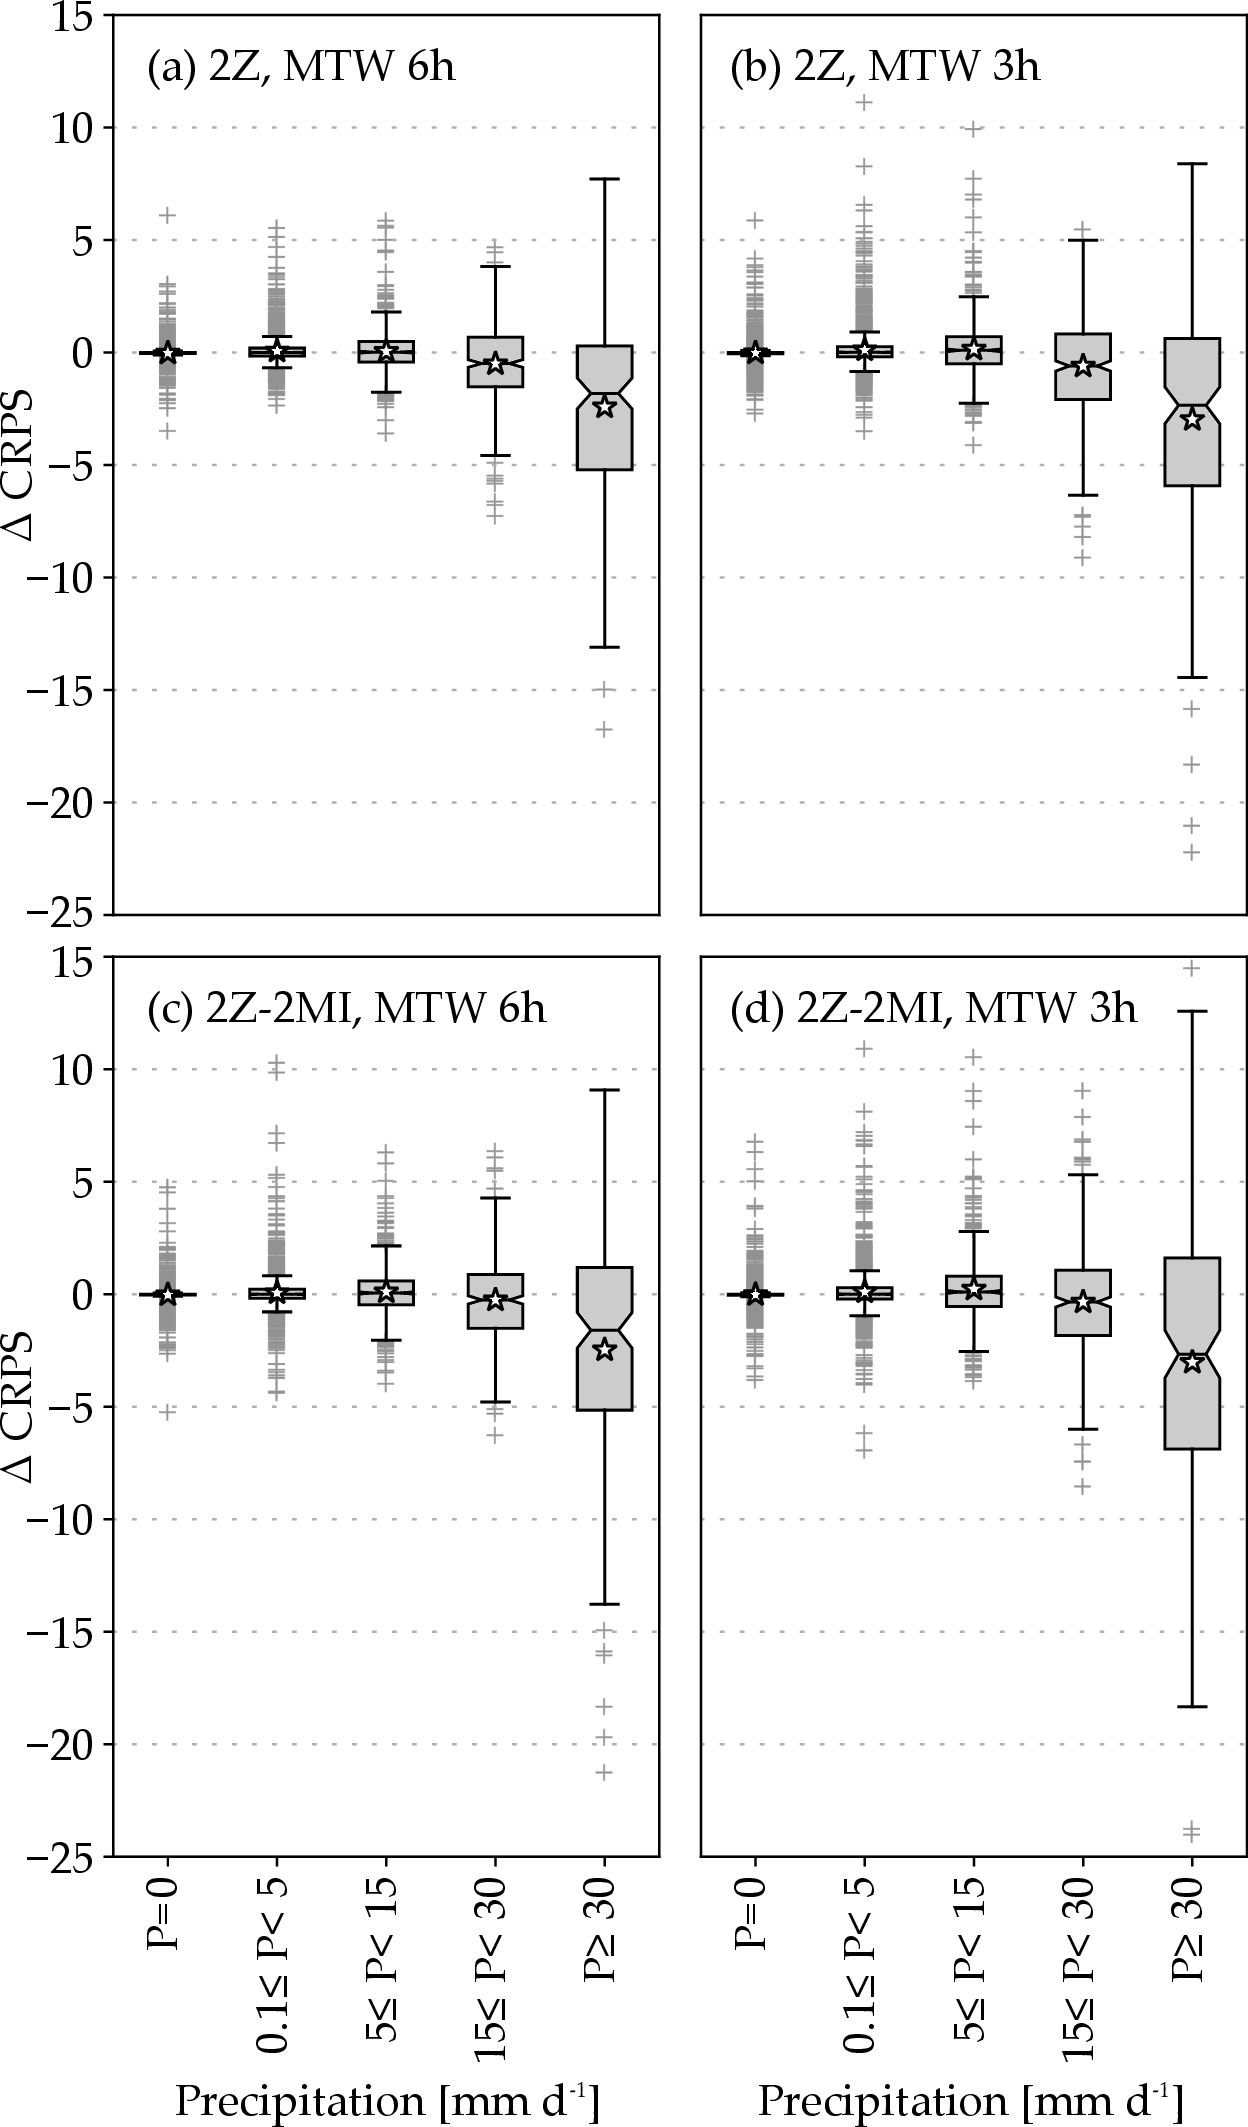 (a) 2Z, MTW 6h
(b) 2Z, MTW 3h
15
10
5
0
−5
−10
−15
−20
−25
Δ CRPS
(c) 2Z-2MI, MTW 6h
(d) 2Z-2MI, MTW 3h
15
10
5
0
−5
−10
−15
−20
−25
Δ CRPS
P=0
0.1≤ P< 5
5≤ P< 15
15≤ P< 30
P≥ 30
P=0
0.1≤ P< 5
5≤ P< 15
15≤ P< 30
P≥ 30
Precipitation [mm d⁻¹]
Precipitation [mm d⁻¹]